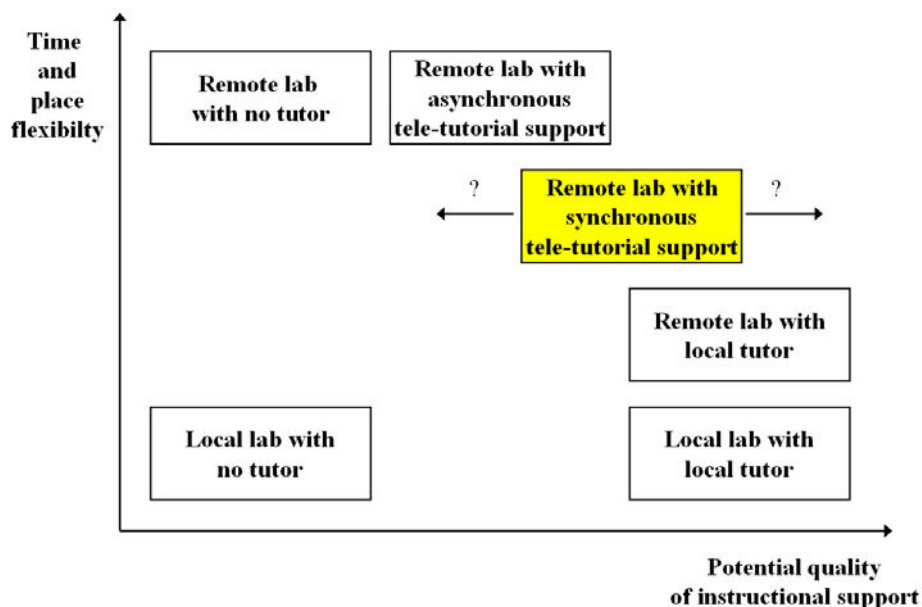 Time
and
place
flexibilty
Remote lab
with no tutor
Remote lab with
asynchronous
tele-tutorial support
?
Remote lab with
synchronous
tele-tutorial support
?
Remote lab with
local tutor
Local lab with
no tutor
Local lab with
local tutor
Potential quality
of instructional support